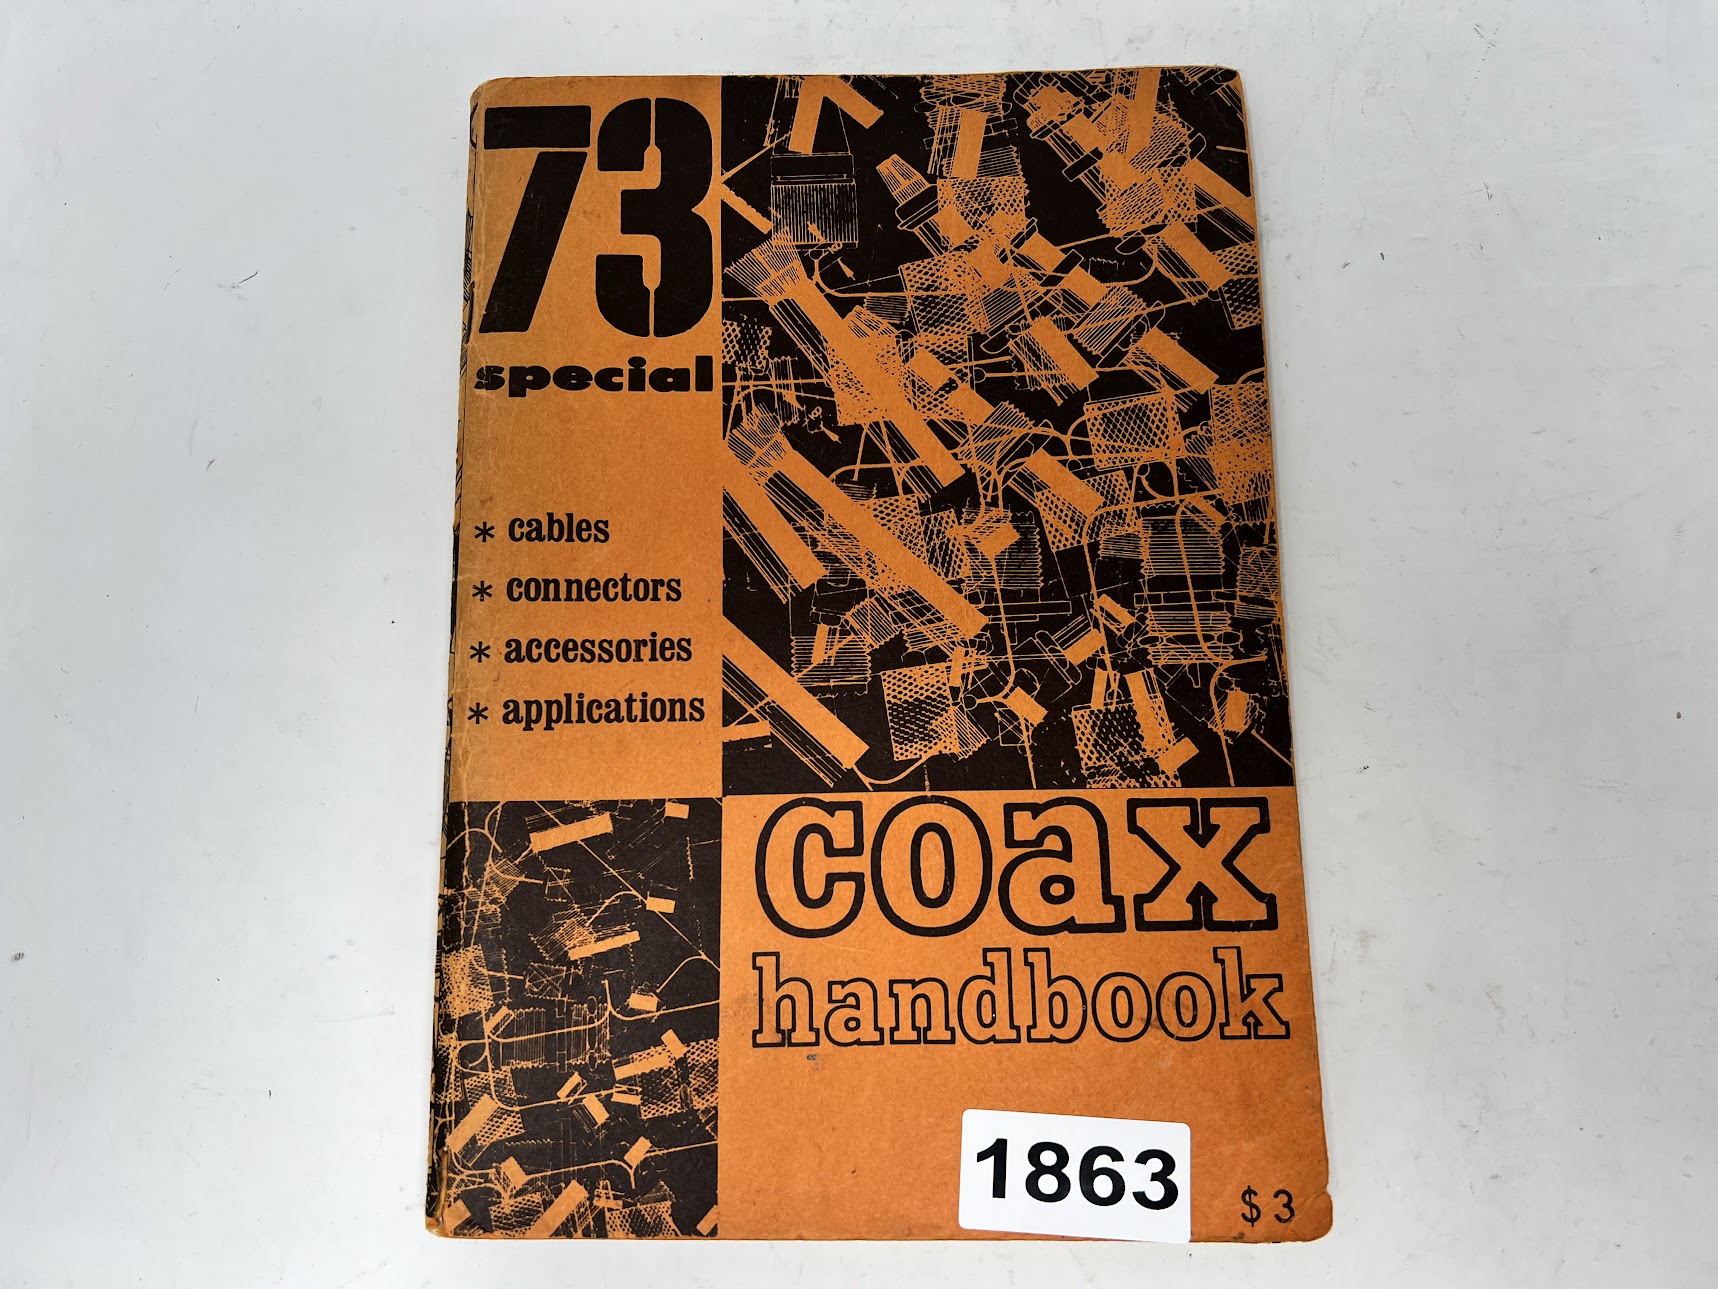 73
special
* cables
* connectors
* accessories
* applications
coax
handbook
1863
$3